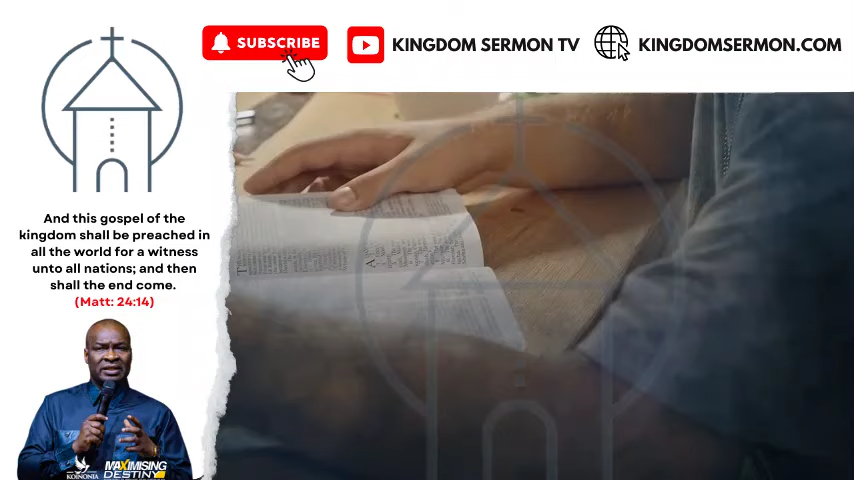 SUBSCRIBE
KINGDOM SERMON TV
KINGDOMSERMON.COM
And this gospel of the
kingdom shall be preached in
all the world for a witness
unto all nations; and then
shall the end come.
(Matt: 24:14)
KOINONIA
MAXIMISING
DESTINY